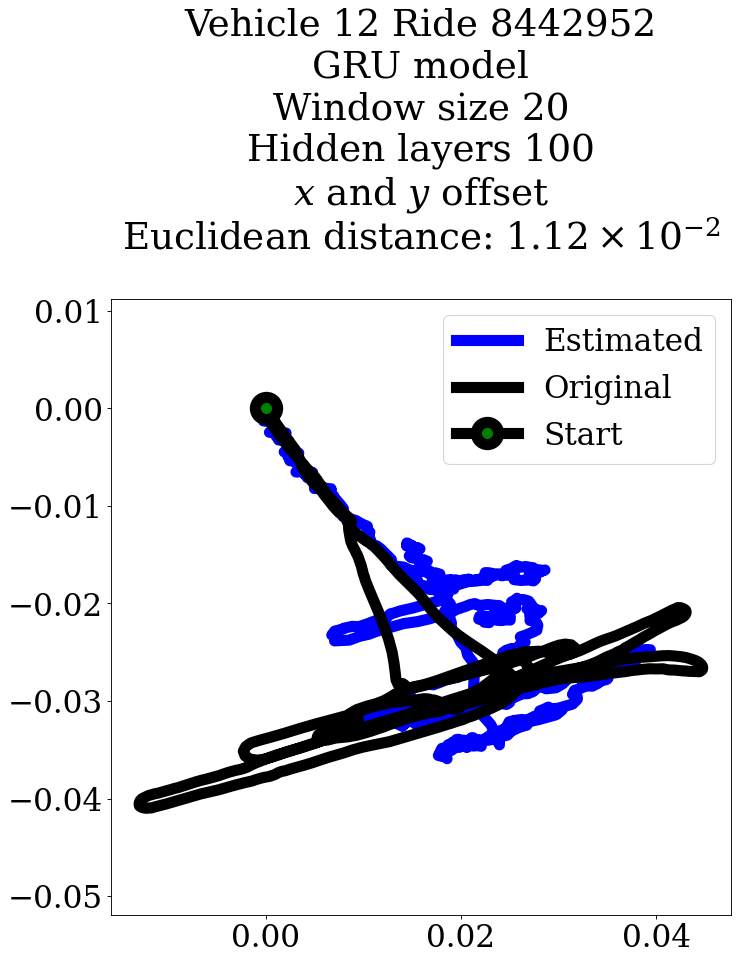 Vehicle 12 Ride 8442952
GRU model
Window size 20
Hidden layers 100
x and y offset
Euclidean distance: 1.12 × 10⁻²
Estimated
Original
Start
0.01
0.00
−0.01
−0.02
−0.03
−0.04
−0.05
0.00 0.02 0.04